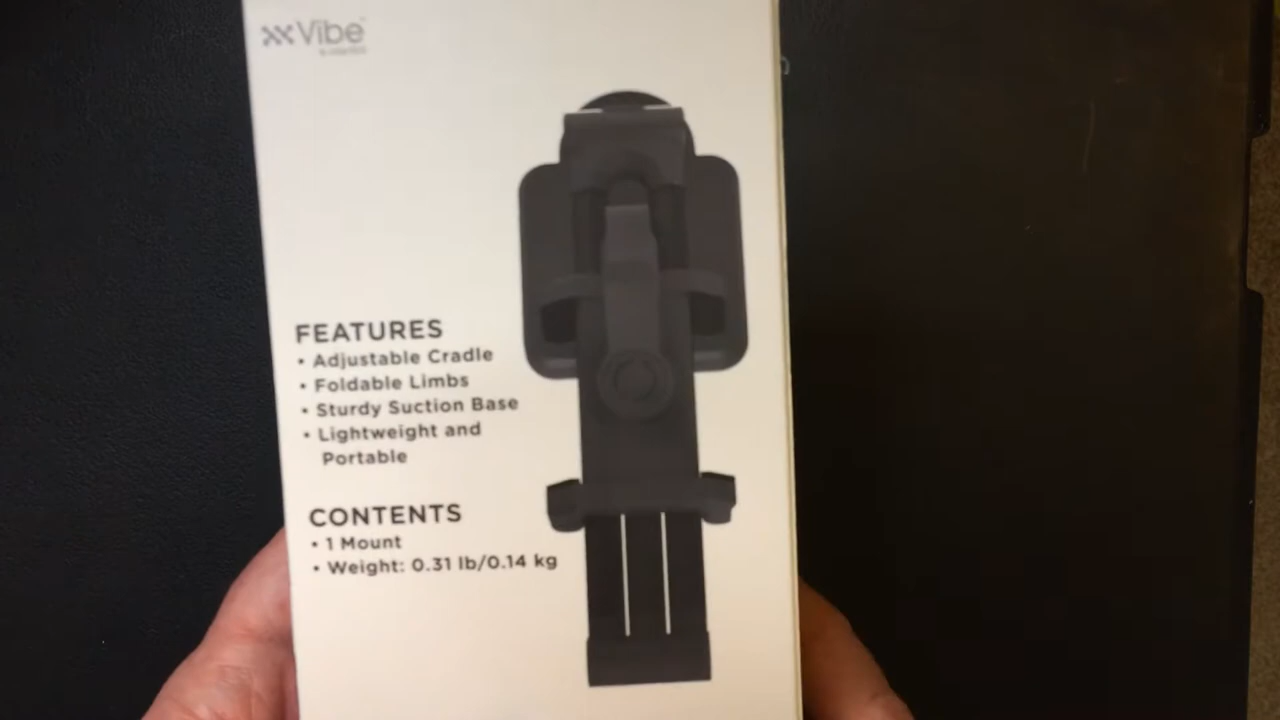 Vibe
FEATURES
• Adjustable Cradle
• Foldable Limbs
• Sturdy Suction Base
• Lightweight and
Portable
CONTENTS
• 1 Mount
• Weight: 0.31 lb/0.14 kg